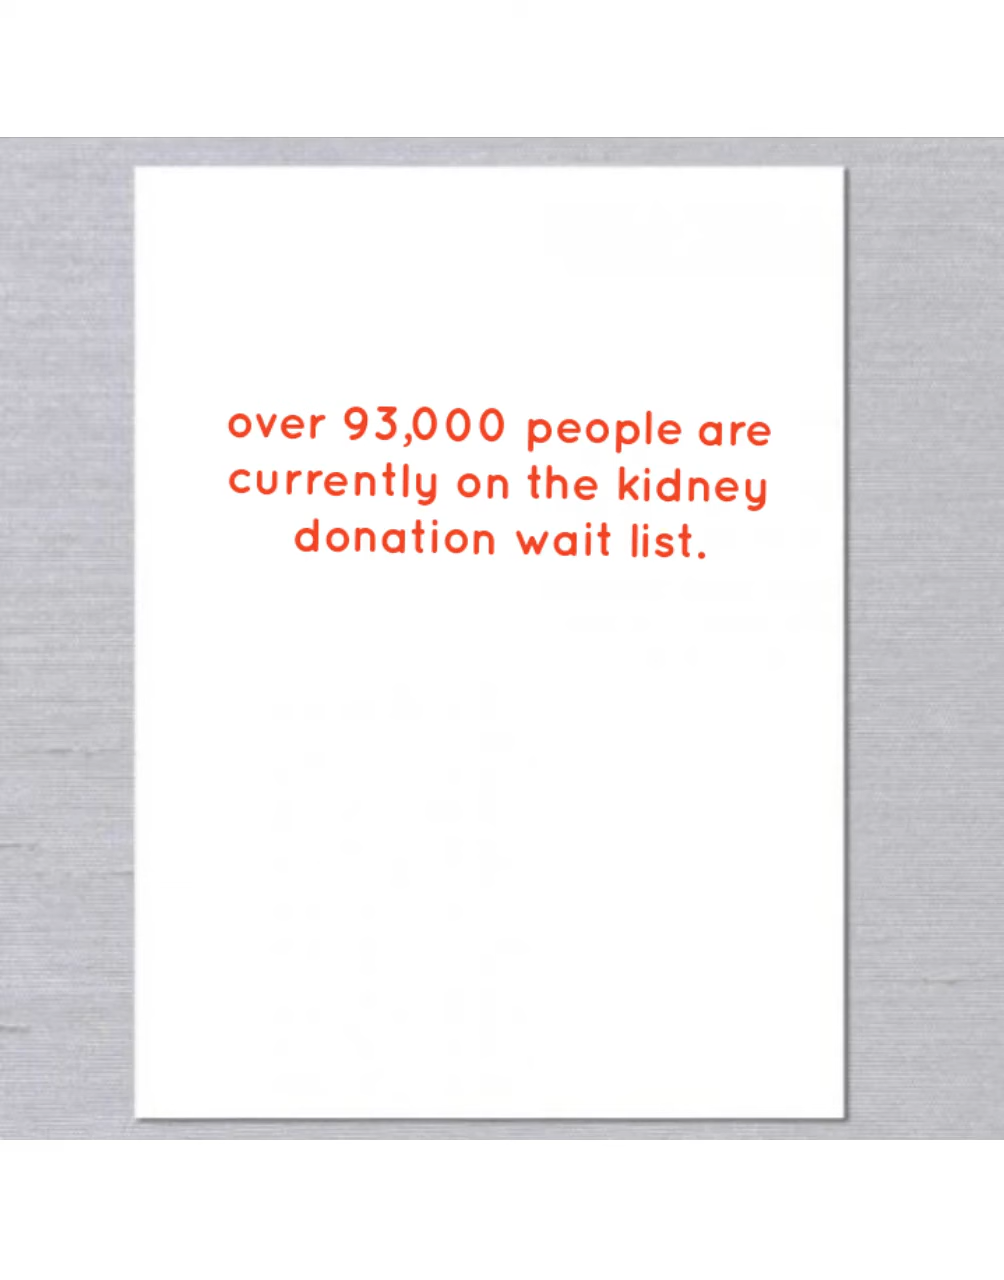 over 93,000 people are
currently on the kidney
donation wait list.